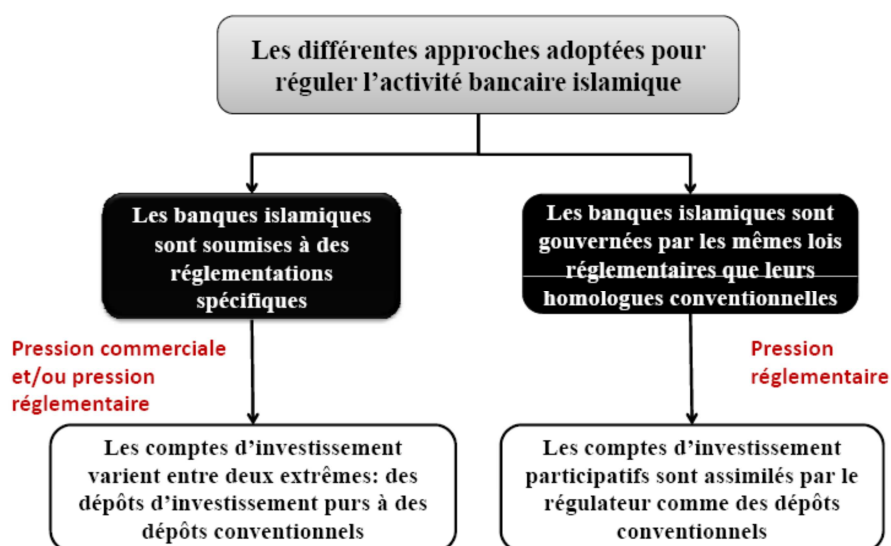 Les différentes approches adoptées pour
réguler l’activité bancaire islamique
Les banques islamiques
sont soumises à des
réglementations
spécifiques
Les banques islamiques sont
gouvernées par les mêmes lois
réglementaires que leurs
homologues conventionnelles
Pression commerciale
et/ou pression
réglementaire
Pression
réglementaire
Les comptes d’investissement
varient entre deux extrêmes: des
dépôts d’investissement purs à des
dépôts conventionnels
Les comptes d’investissement
participatifs sont assimilés par le
régulateur comme des dépôts
conventionnels